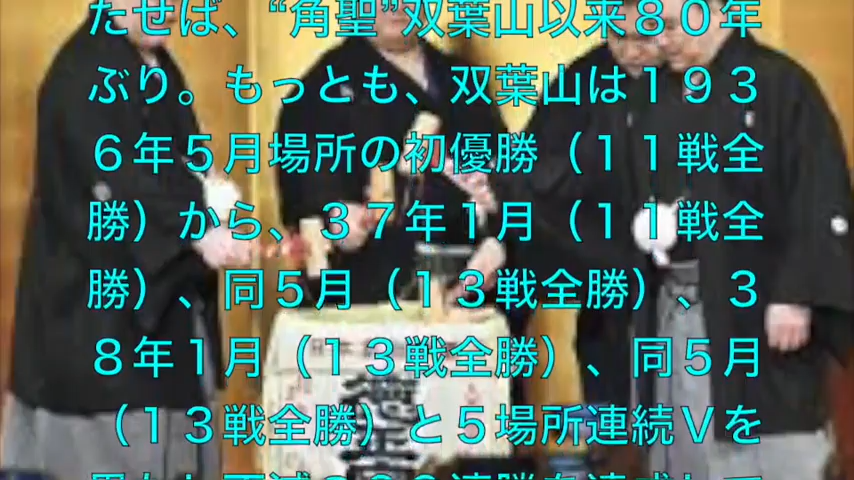 たせば、“角聖”双葉山以来８０年
ぶり。もっとも、双葉山は１９３
６年５月場所の初優勝（１１戦全
勝）から、３７年１月（１１戦全
勝）、同５月（１３戦全勝）、３
８年１月（１３戦全勝）、同５月
（１３戦全勝）と５場所連続Ｖを